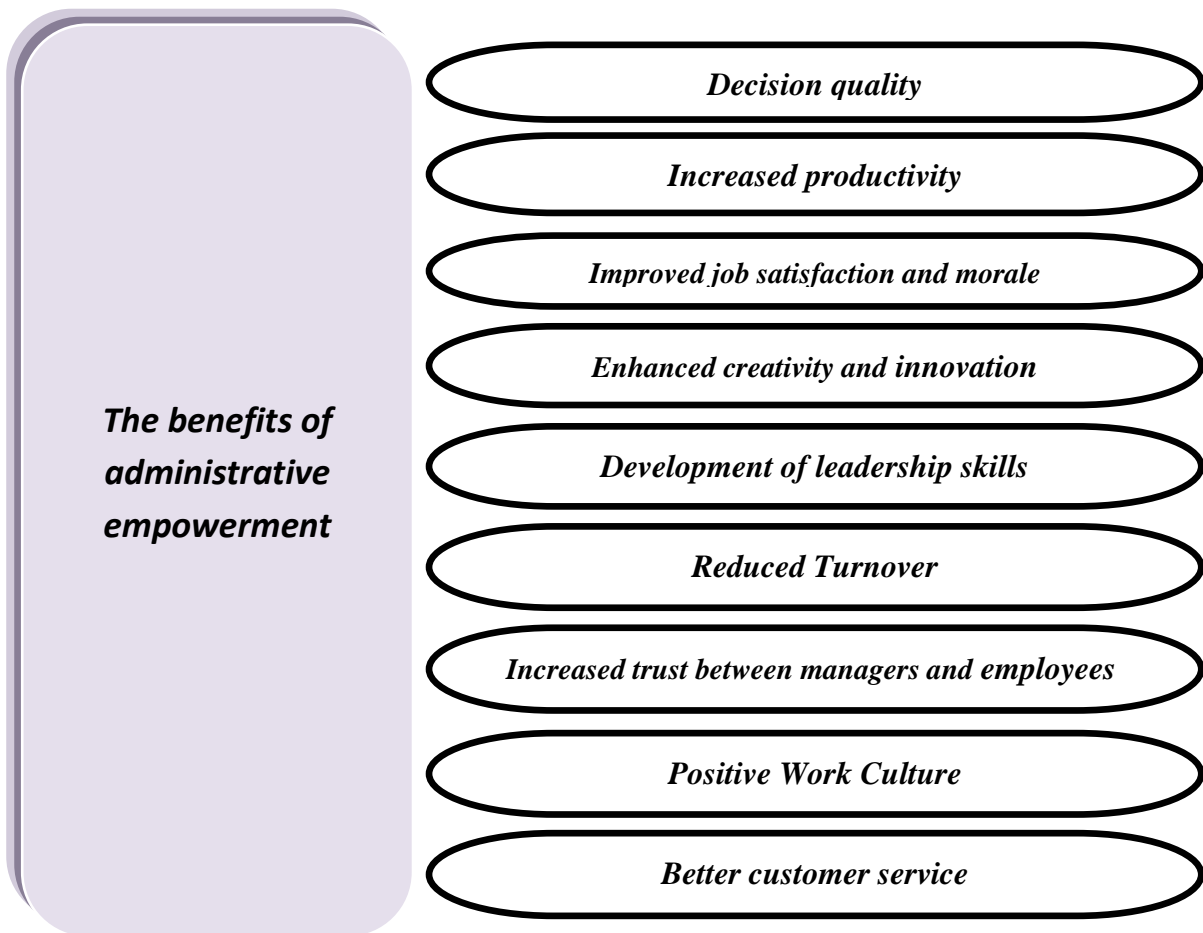 The benefits of
administrative
empowerment
Decision quality
Increased productivity
Improved job satisfaction and morale
Enhanced creativity and innovation
Development of leadership skills
Reduced Turnover
Increased trust between managers and employees
Positive Work Culture
Better customer service